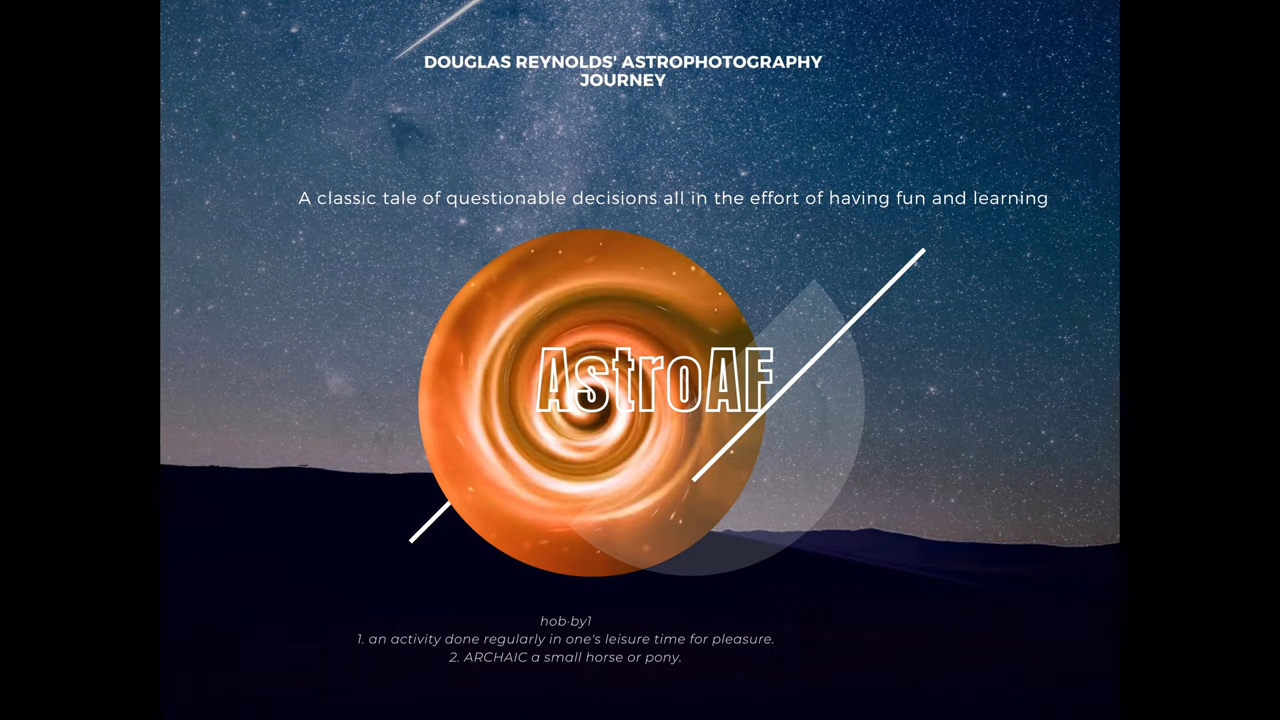 DOUGLAS REYNOLDS' ASTROPHOTOGRAPHY
JOURNEY
A classic tale of questionable decisions all in the effort of having fun and learning
AstroAF
hob·by1
1. an activity done regularly in one's leisure time for pleasure.
2. ARCHAIC a small horse or pony.